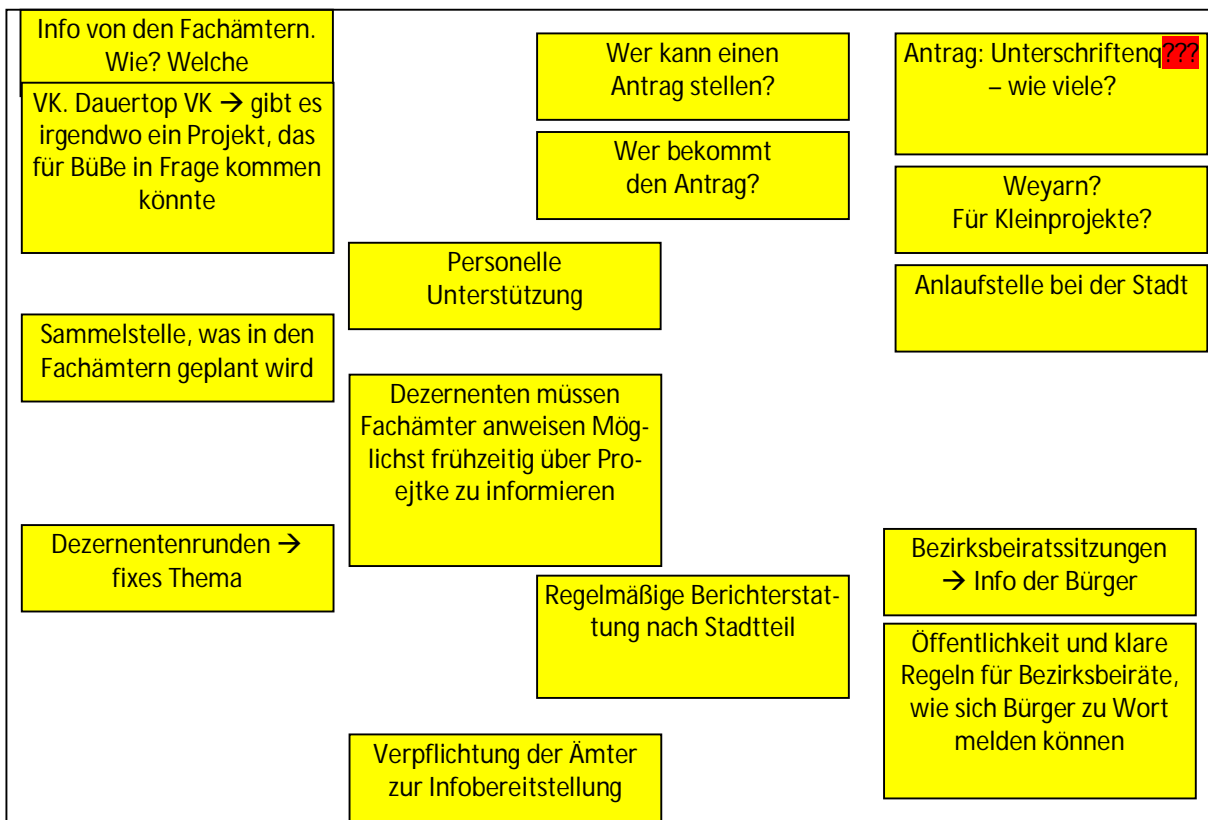 Info von den Fachämtern.
Wie? Welche
VK. Dauertop VK → gibt es
irgendwo ein Projekt, das
für BüBe in Frage kommen
könnte
Sammelstelle, was in den
Fachämtern geplant wird
Dezernentenrunden →
fixes Thema
Personelle
Unterstützung
Dezernenten müssen
Fachämter anweisen Mög-
lichst frühzeitig über Pro-
ejtke zu informieren
Verpflichtung der Ämter
zur Infobereitstellung
Wer kann einen
Antrag stellen?
Wer bekommt
den Antrag?
Regelmäßige Berichterstat-
tung nach Stadtteil
Antrag: Unterschriftenq???
– wie viele?
Weyarn?
Für Kleinprojekte?
Anlaufstelle bei der Stadt
Bezirksbeiratssitzungen
→ Info der Bürger
Öffentlichkeit und klare
Regeln für Bezirksbeiräte,
wie sich Bürger zu Wort
melden können